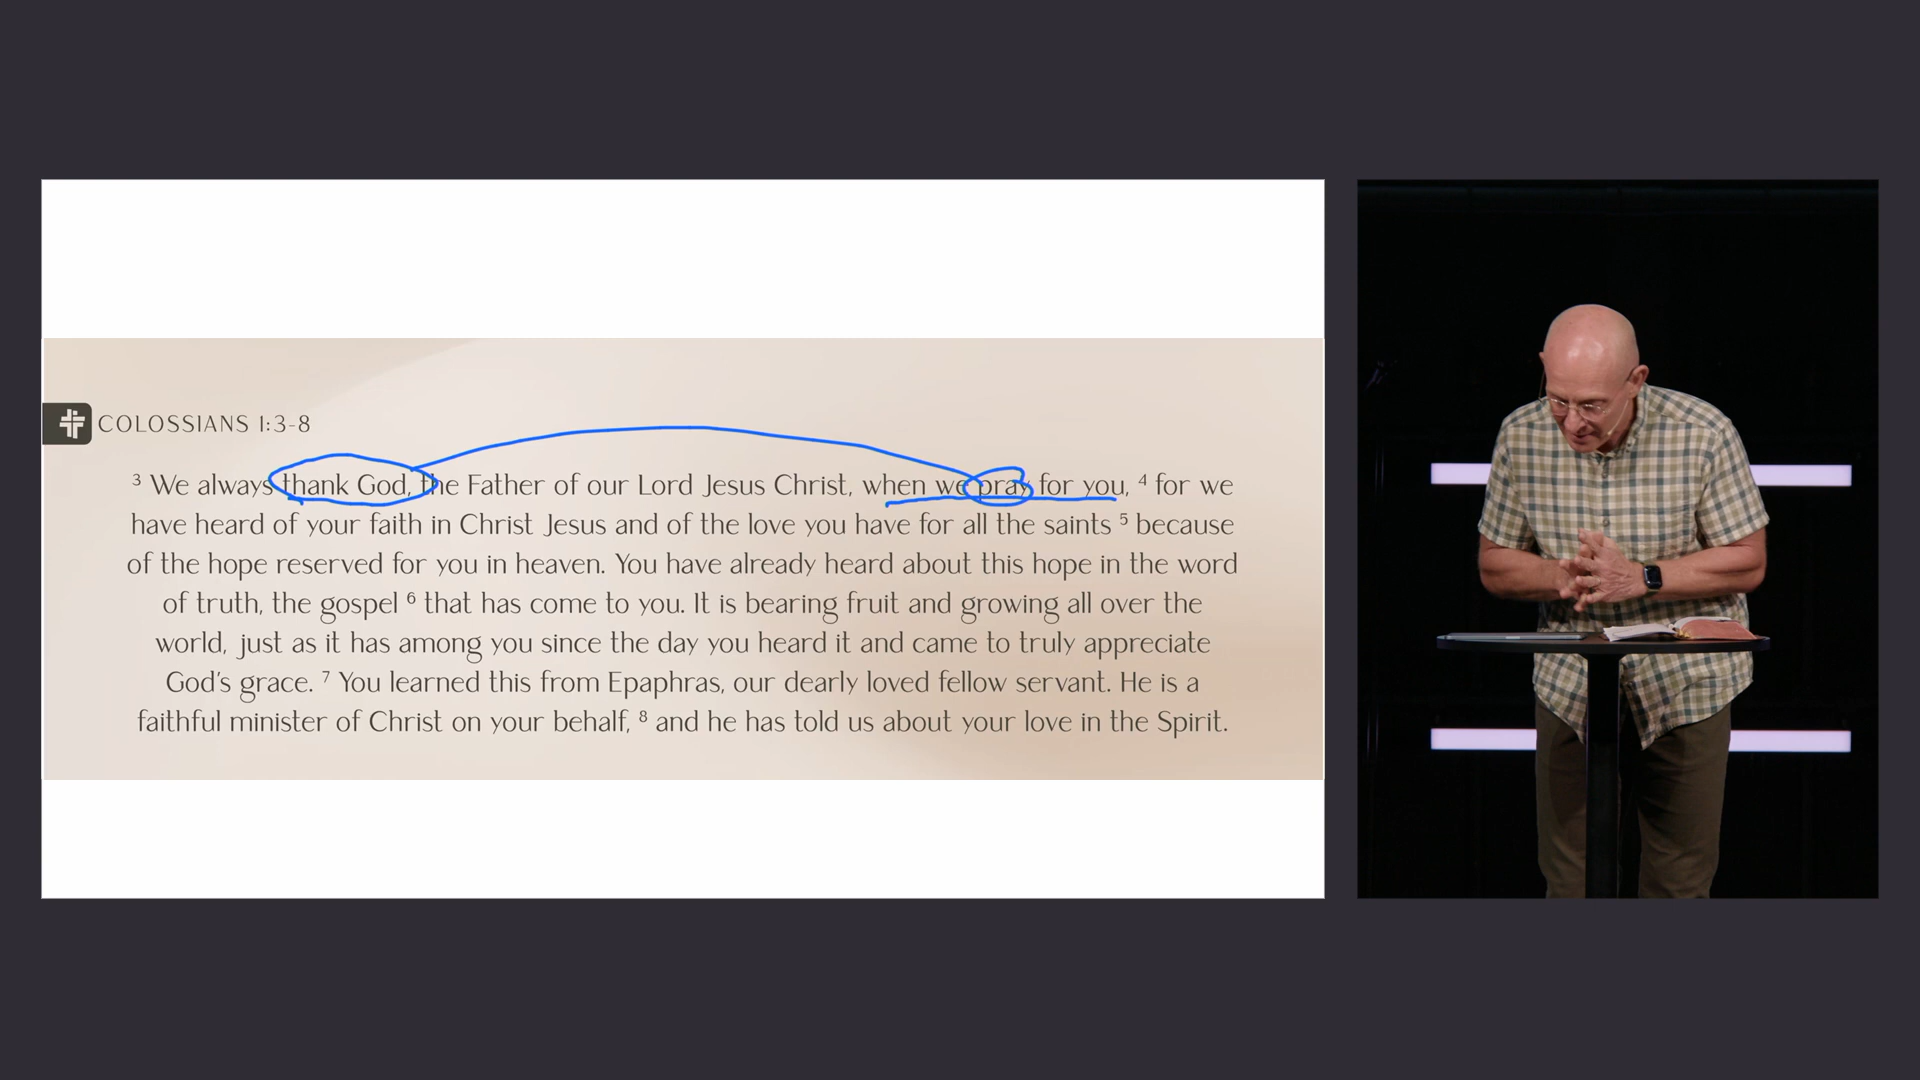 COLOSSIANS 1:3-8
³ We always thank God, the Father of our Lord Jesus Christ, when we pray for you, ⁴ for we
have heard of your faith in Christ Jesus and of the love you have for all the saints ⁵ because
of the hope reserved for you in heaven. You have already heard about this hope in the word
of truth, the gospel ⁶ that has come to you. It is bearing fruit and growing all over the
world, just as it has among you since the day you heard it and came to truly appreciate
God’s grace. ⁷ You learned this from Epaphras, our dearly loved fellow servant. He is a
faithful minister of Christ on your behalf, ⁸ and he has told us about your love in the Spirit.